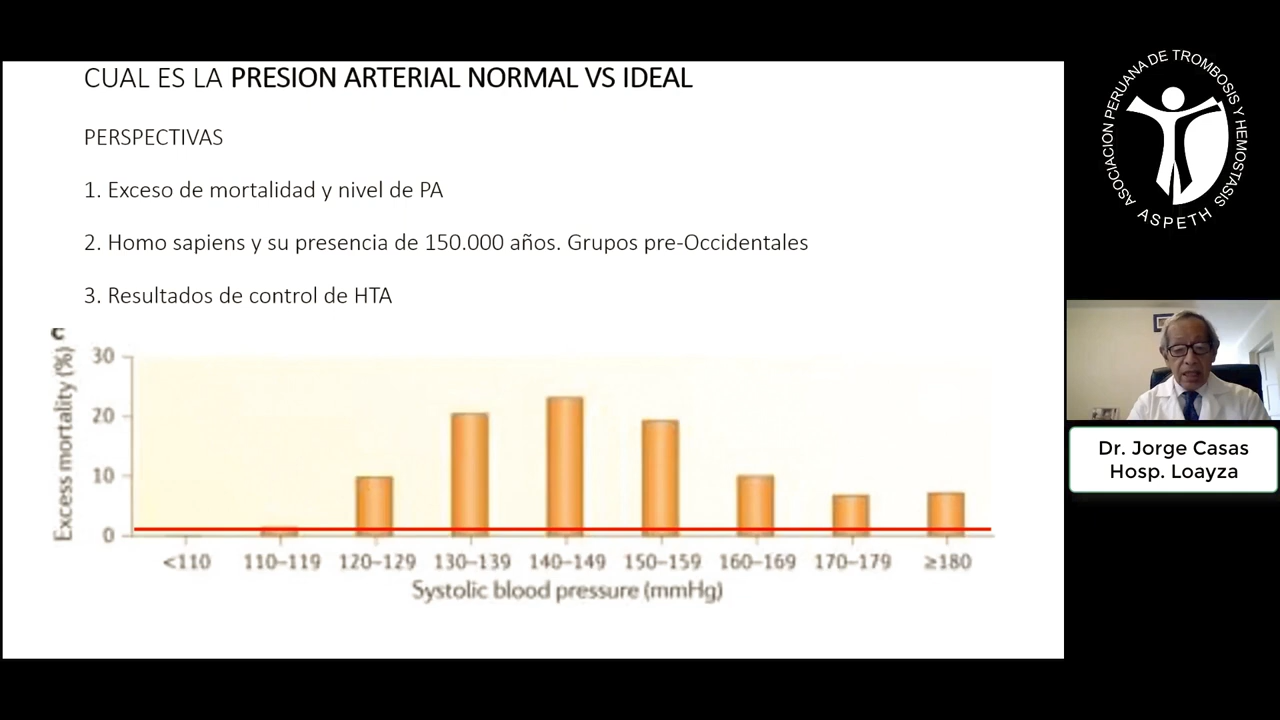 CUAL ES LA PRESION ARTERIAL NORMAL VS IDEAL
PERSPECTIVAS
1. Exceso de mortalidad y nivel de PA
2. Homo sapiens y su presencia de 150.000 años. Grupos pre-Occidentales
3. Resultados de control de HTA
c
Excess mortality (%)
30
20
10
0
<110 110–119 120–129 130–139 140–149 150–159 160–169 170–179 ≥180
Systolic blood pressure (mmHg)
ASOCIACION PERUANA DE TROMBOSIS Y HEMOSTASIS
ASPETH
Dr. Jorge Casas
Hosp. Loayza